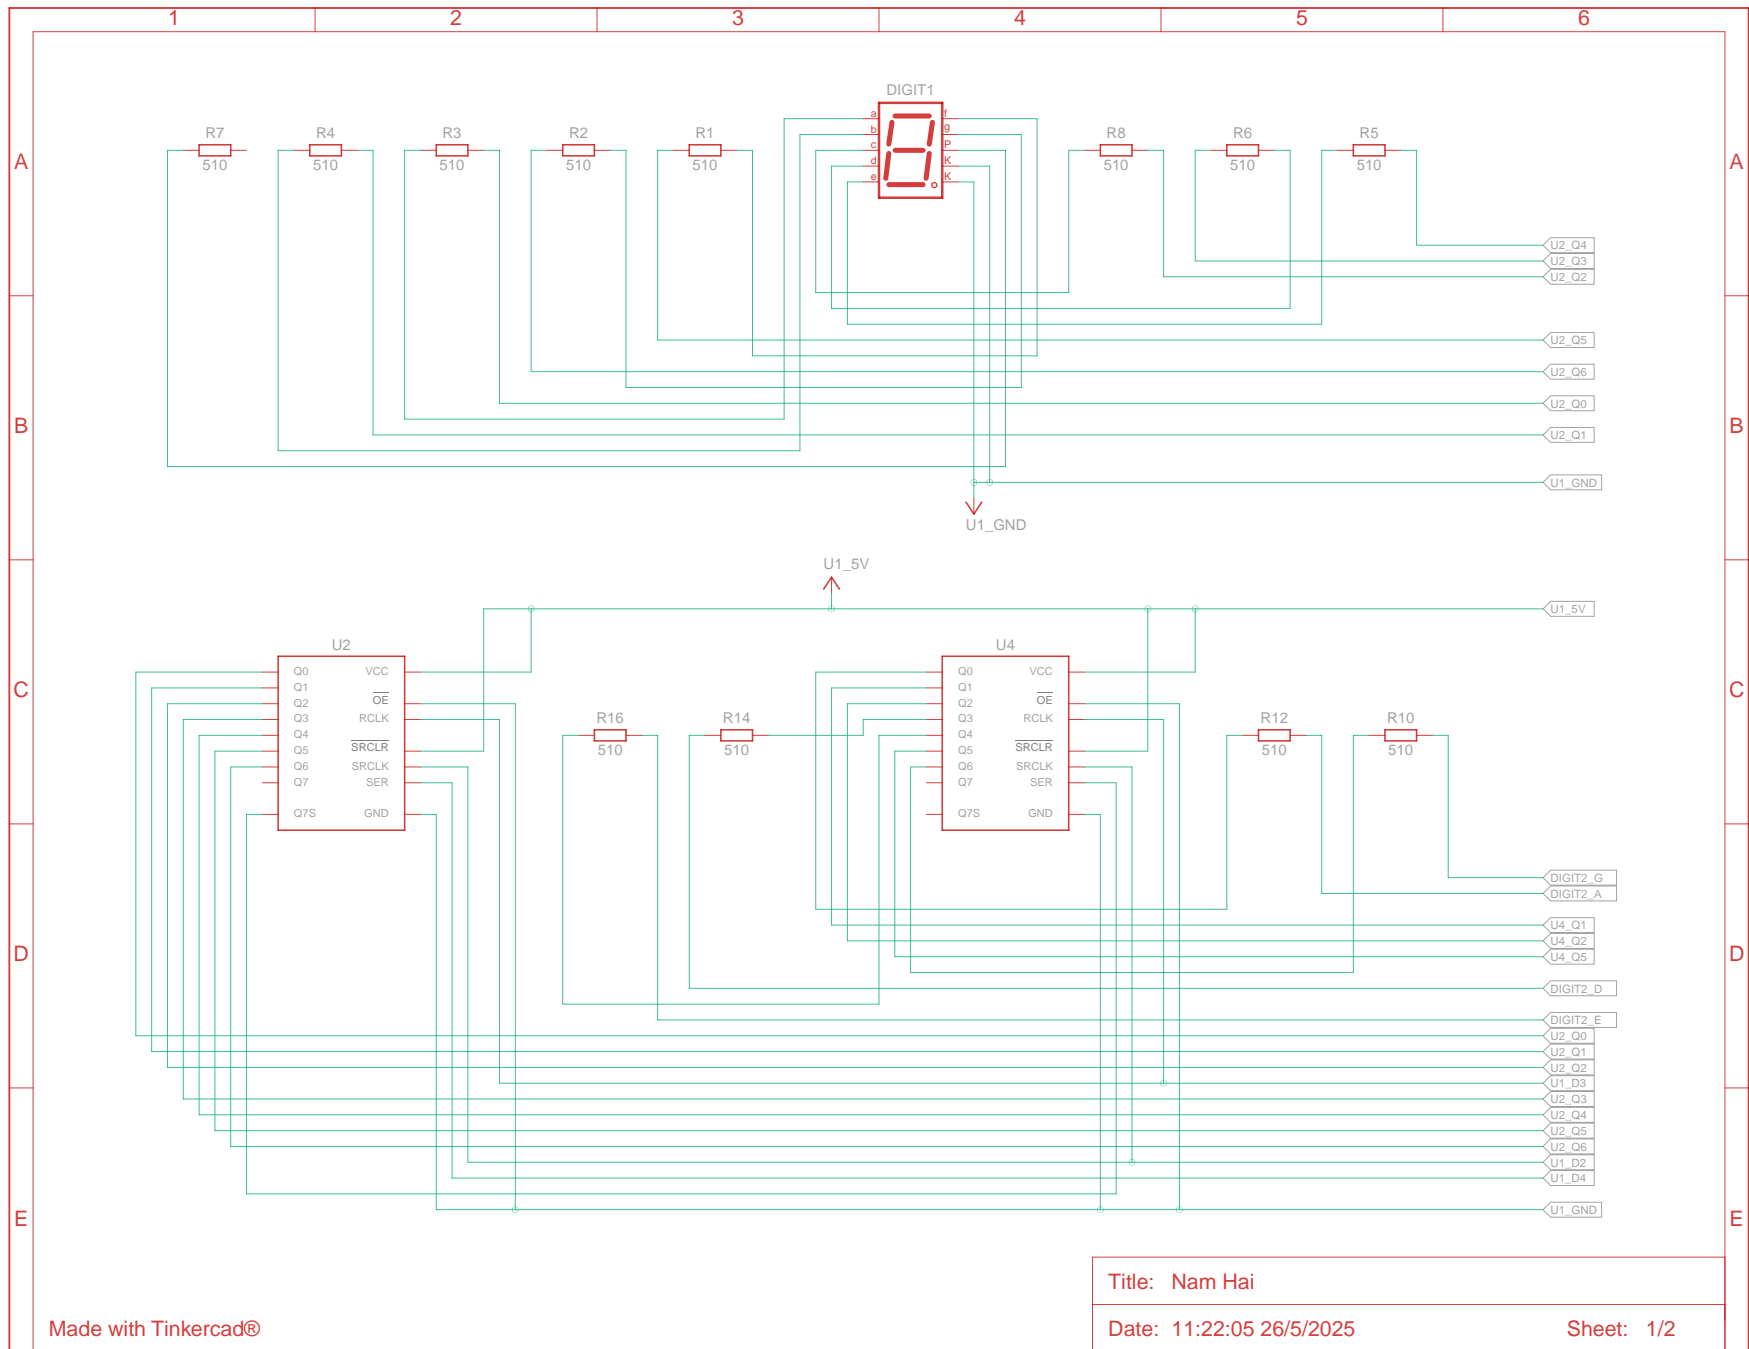 1 2 3 4 5 6
A A
B B
C C
D D
E E
DIGIT1
R7 R4 R3 R2 R1 R8 R6 R5
510 510 510 510 510 510 510 510
a f
b g
c P
d K
e K
U2_Q4
U2_Q3
U2_Q2
U2_Q5
U2_Q6
U2_Q0
U2_Q1
U1_GND
U1_GND
U1_5V
U1_5V
U2
Q0 VCC
Q1
Q2 OE
Q3 RCLK
Q4
Q5 SRCLR
Q6 SRCLK
Q7 SER
Q7S GND
R16 R14
510 510
U4
Q0 VCC
Q1
Q2 OE
Q3 RCLK
Q4
Q5 SRCLR
Q6 SRCLK
Q7 SER
Q7S GND
R12 R10
510 510
DIGIT2_G
DIGIT2_A
U4_Q1
U4_Q2
U4_Q5
DIGIT2_D
DIGIT2_E
U2_Q0
U2_Q1
U2_Q2
U1_D3
U2_Q3
U2_Q4
U2_Q5
U2_Q6
U1_D2
U1_D4
U1_GND
Title: Nam Hai
Made with Tinkercad®
Date: 11:22:05 26/5/2025 Sheet: 1/2